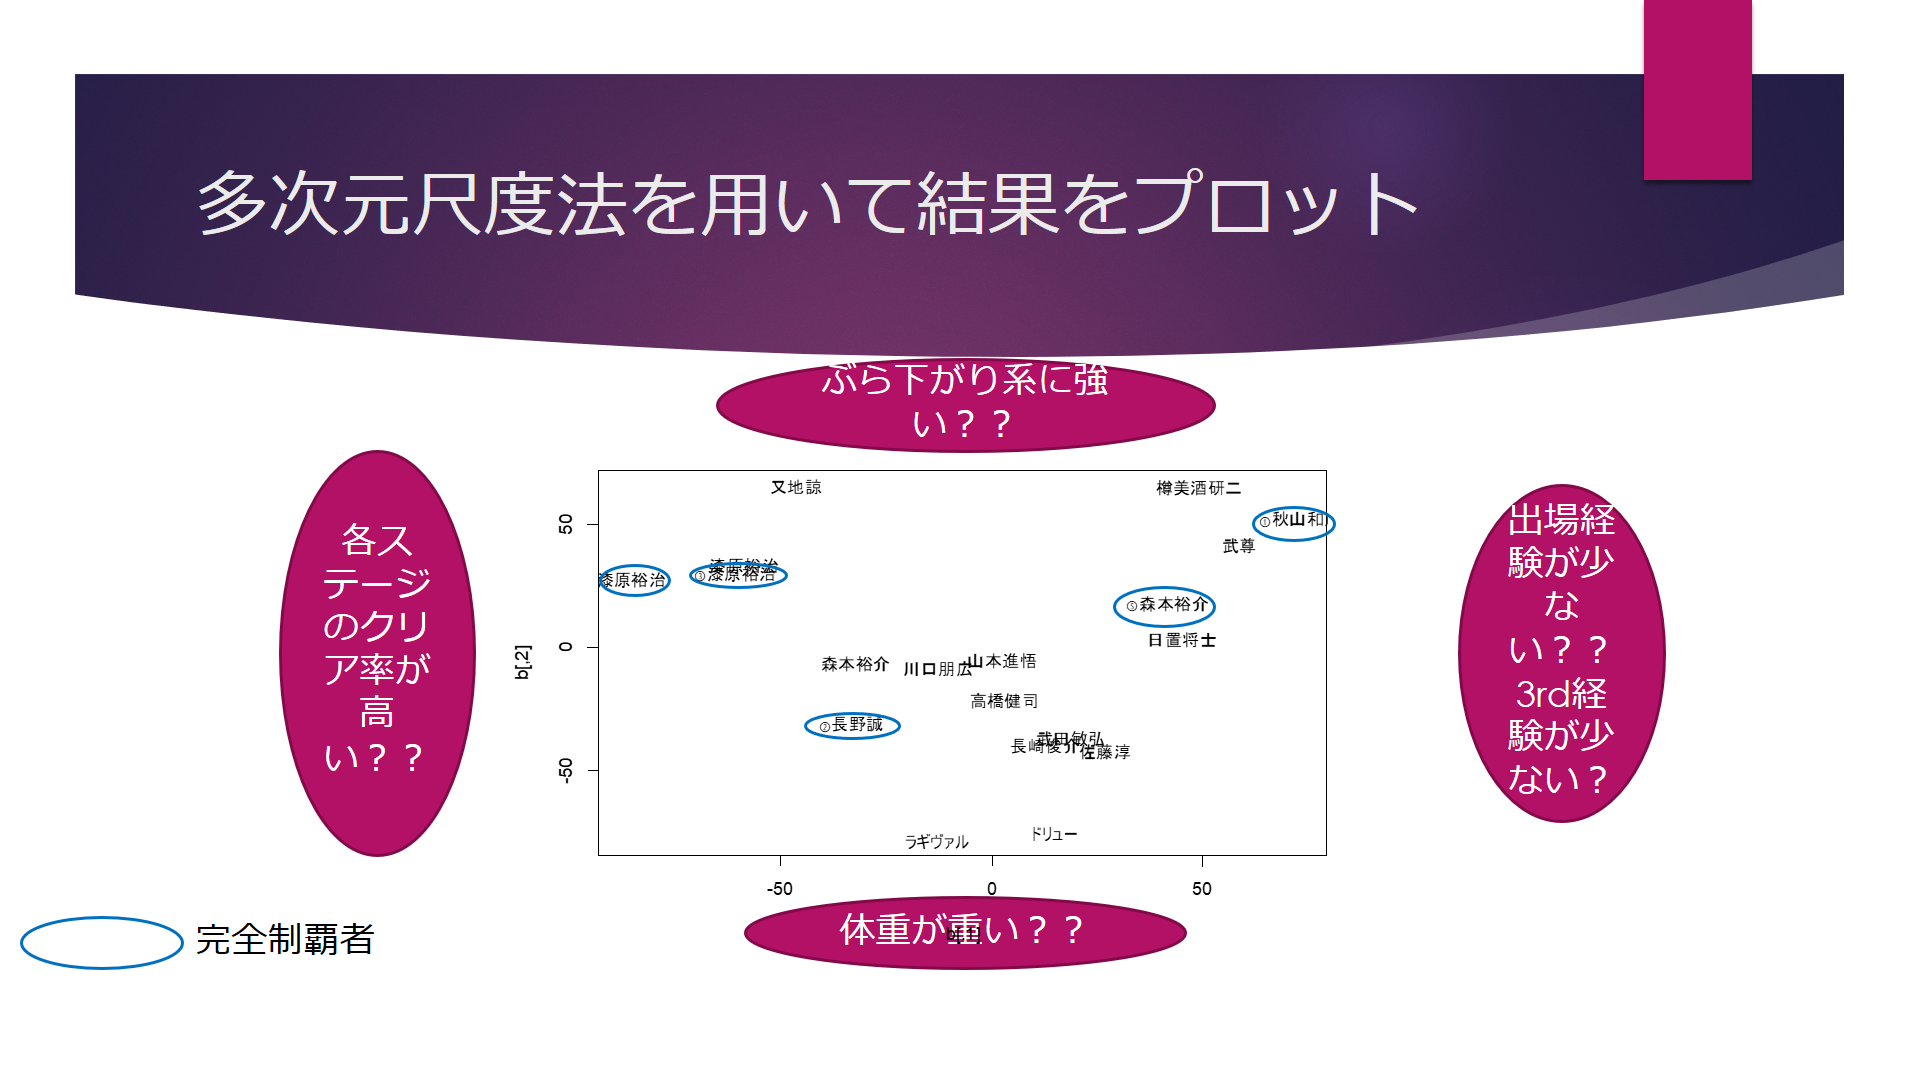 多次元尺度法を用いて結果をプロット
ぶら下がり系に強
い？？
各ス
テージ
のクリ
ア率が
高
い？？
出場経
験が少
な
い？？
3rd経
験が少
ない？
又地諒
樽美酒研二
①秋山和
武尊
漆原裕治
③漆原裕治
漆原裕治
⑤森本裕介
日置将士
森本裕介
川口朋広
山本進悟
高橋健司
②長野誠
武田敏弘
長崎俊介
佐藤淳
ラギヴァル
ドリュー
50
0
-50
b[,2]
-50
0
50
体重が重い？？
完全制覇者